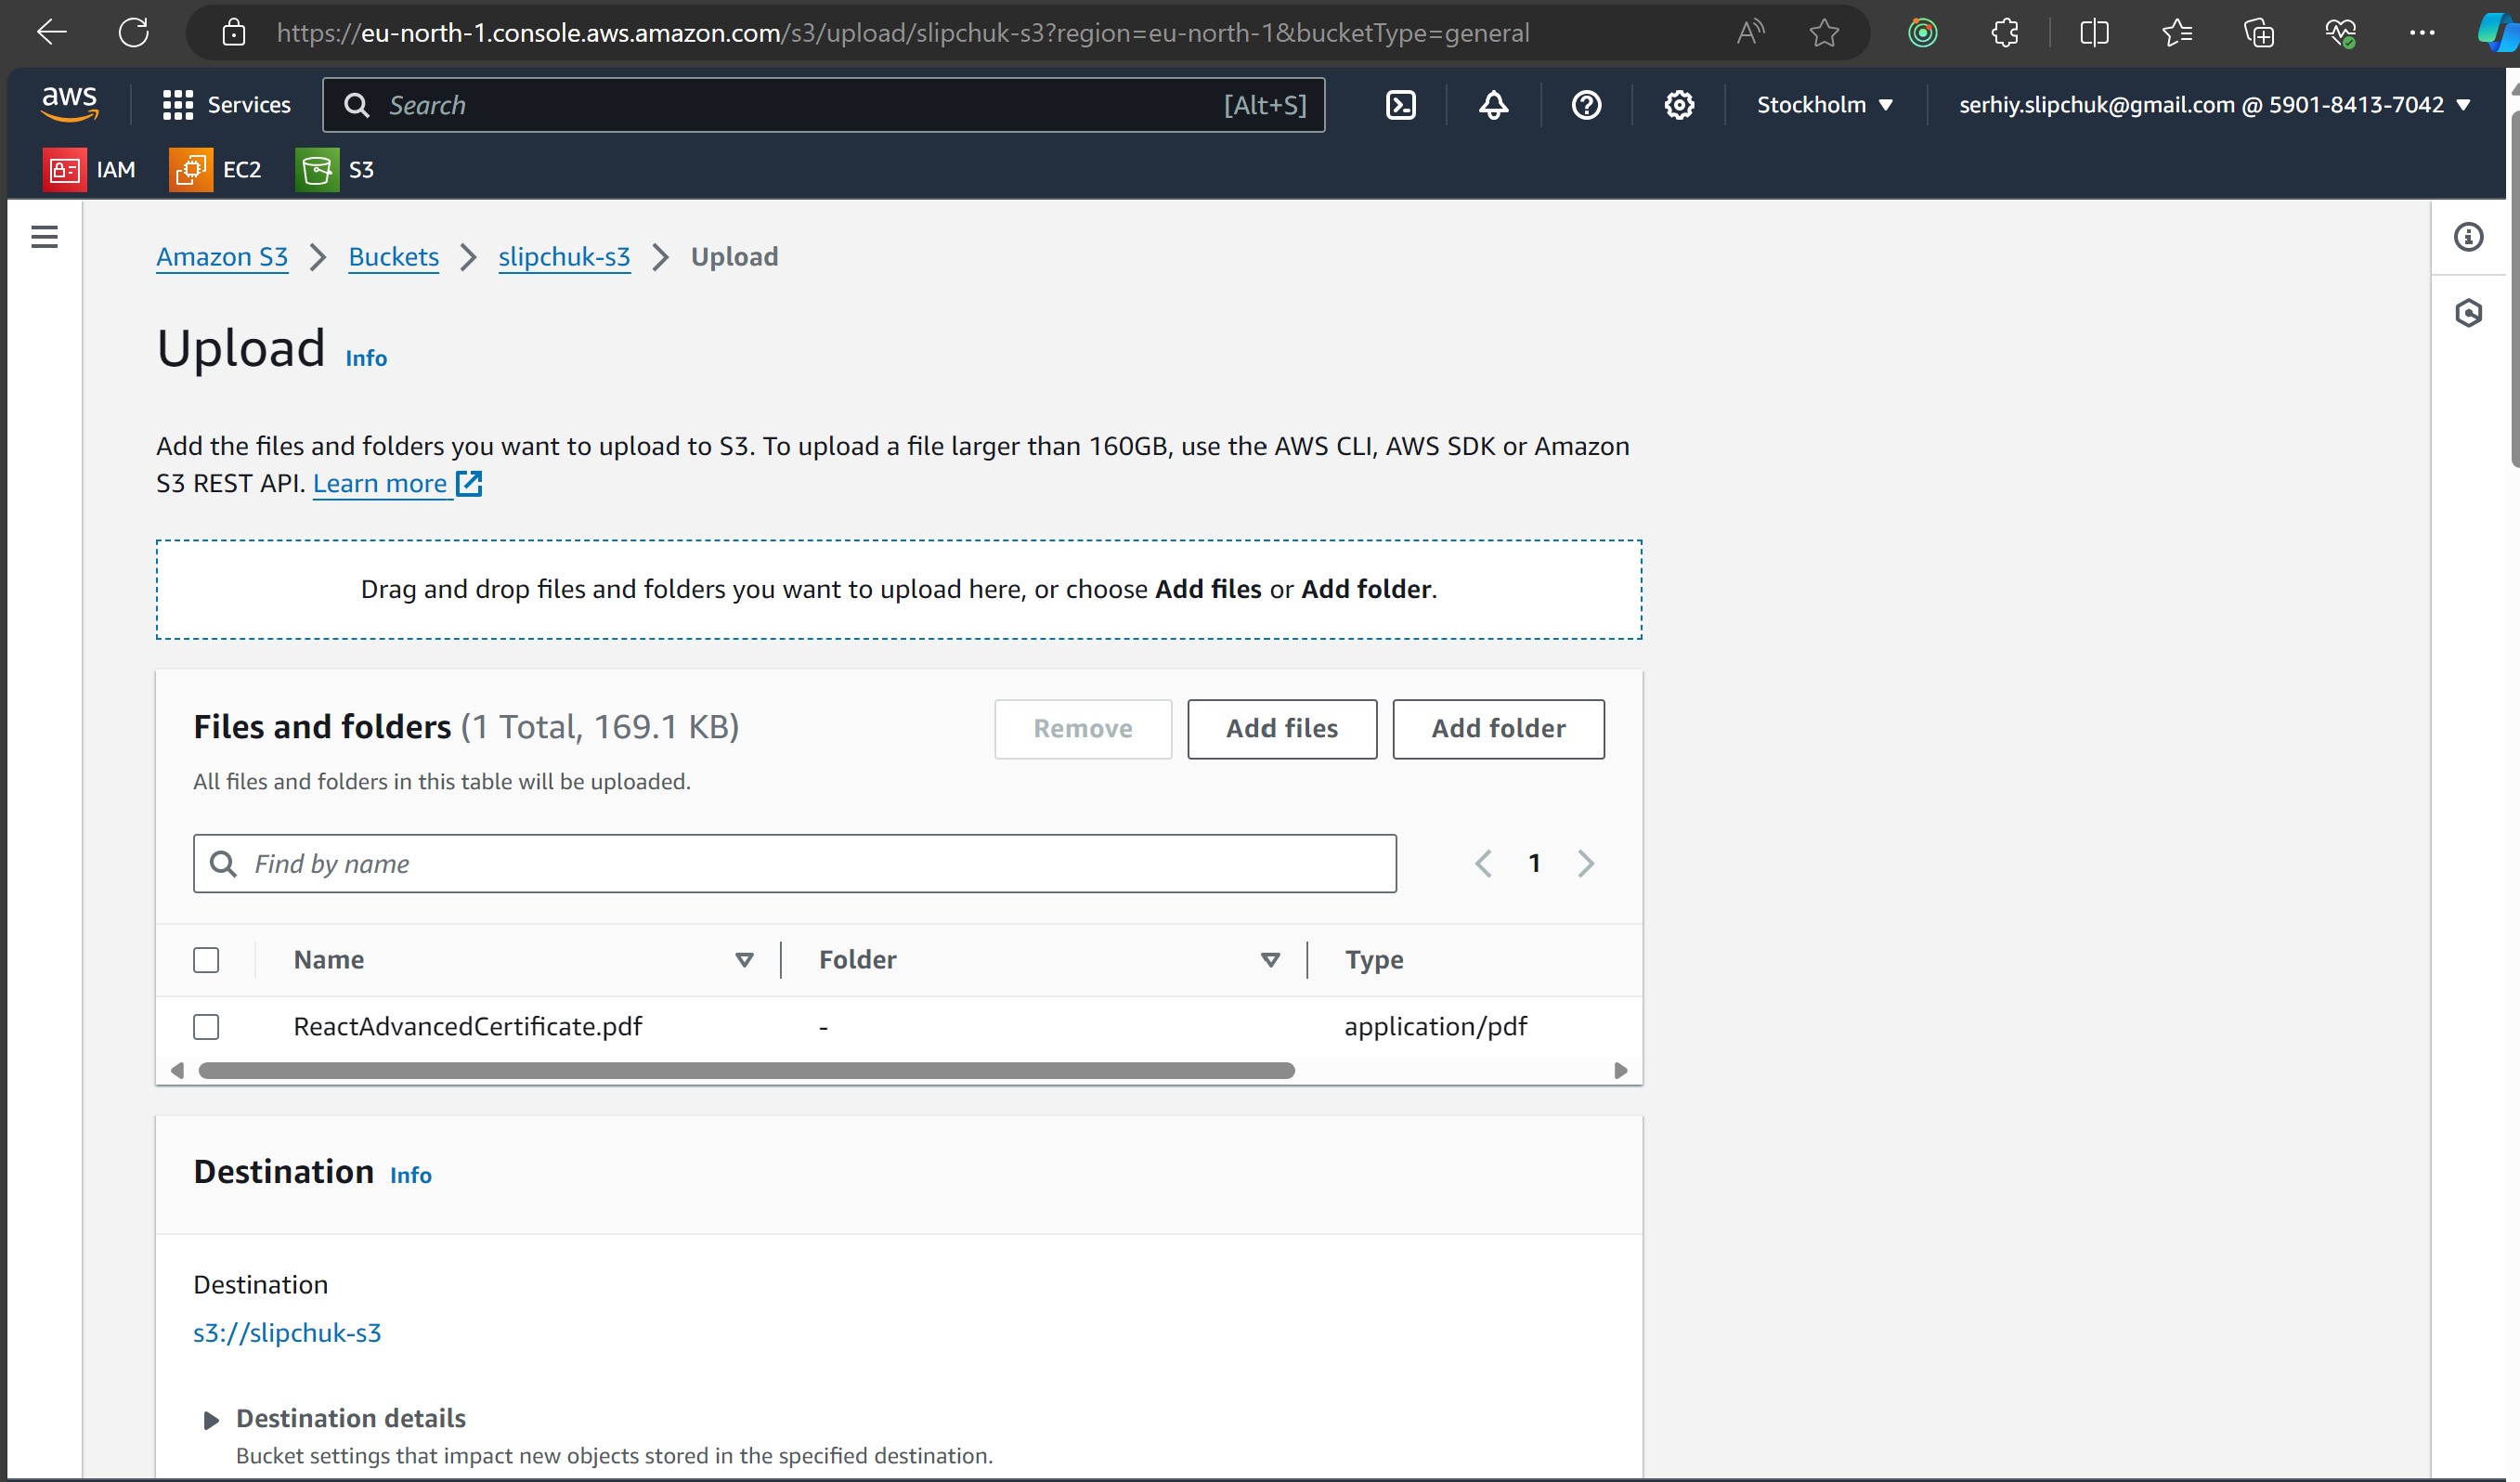 https://eu-north-1.console.aws.amazon.com/s3/upload/slipchuk-s3?region=eu-north-1&bucketType=general
aws
Services
Search
[Alt+S]
Stockholm
serhiy.slipchuk@gmail.com @ 5901-8413-7042
IAM
EC2
S3
Amazon S3
Buckets
slipchuk-s3
Upload
Upload
Info
Add the files and folders you want to upload to S3. To upload a file larger than 160GB, use the AWS CLI, AWS SDK or Amazon
S3 REST API. Learn more
Drag and drop files and folders you want to upload here, or choose Add files or Add folder.
Files and folders (1 Total, 169.1 KB)
Remove
Add files
Add folder
All files and folders in this table will be uploaded.
Find by name
1
Name
Folder
Type
ReactAdvancedCertificate.pdf
-
application/pdf
Destination
Info
Destination
s3://slipchuk-s3
Destination details
Bucket settings that impact new objects stored in the specified destination.